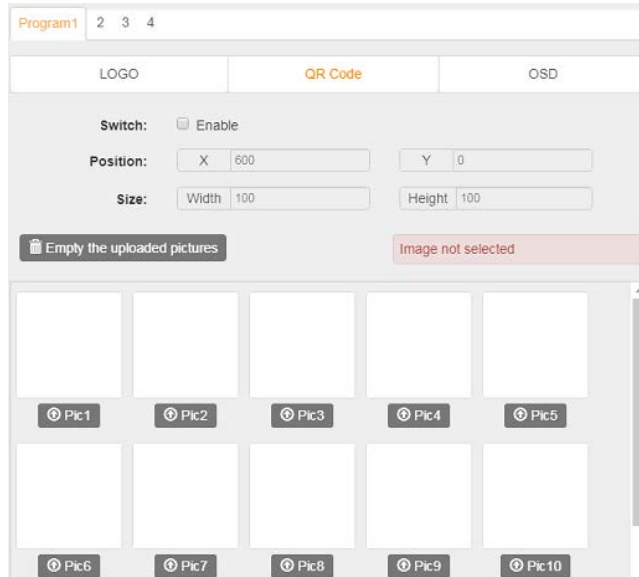 Program1 2 3 4
LOGO QR Code OSD
Switch: Enable
Position: X 600 Y 0
Size: Width 100 Height 100
Empty the uploaded pictures Image not selected
Pic1 Pic2 Pic3 Pic4 Pic5
Pic6 Pic7 Pic8 Pic9 Pic10